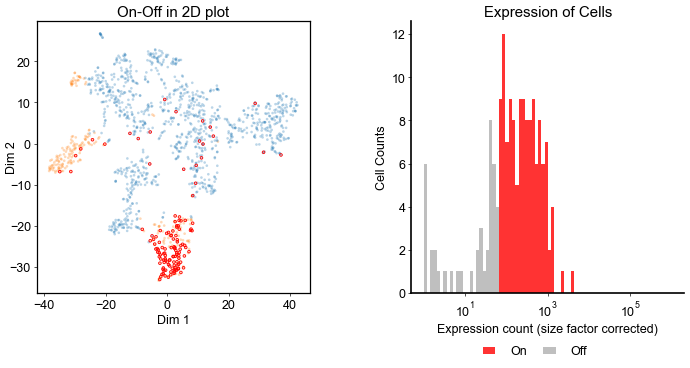 On-Off in 2D plot
20
10
0
−10
−20
−30
Dim 2
−40
−20
0
20
40
Dim 1
Expression of Cells
12
10
8
6
4
2
0
Cell Counts
10^1
10^3
10^5
Expression count (size factor corrected)
On
Off